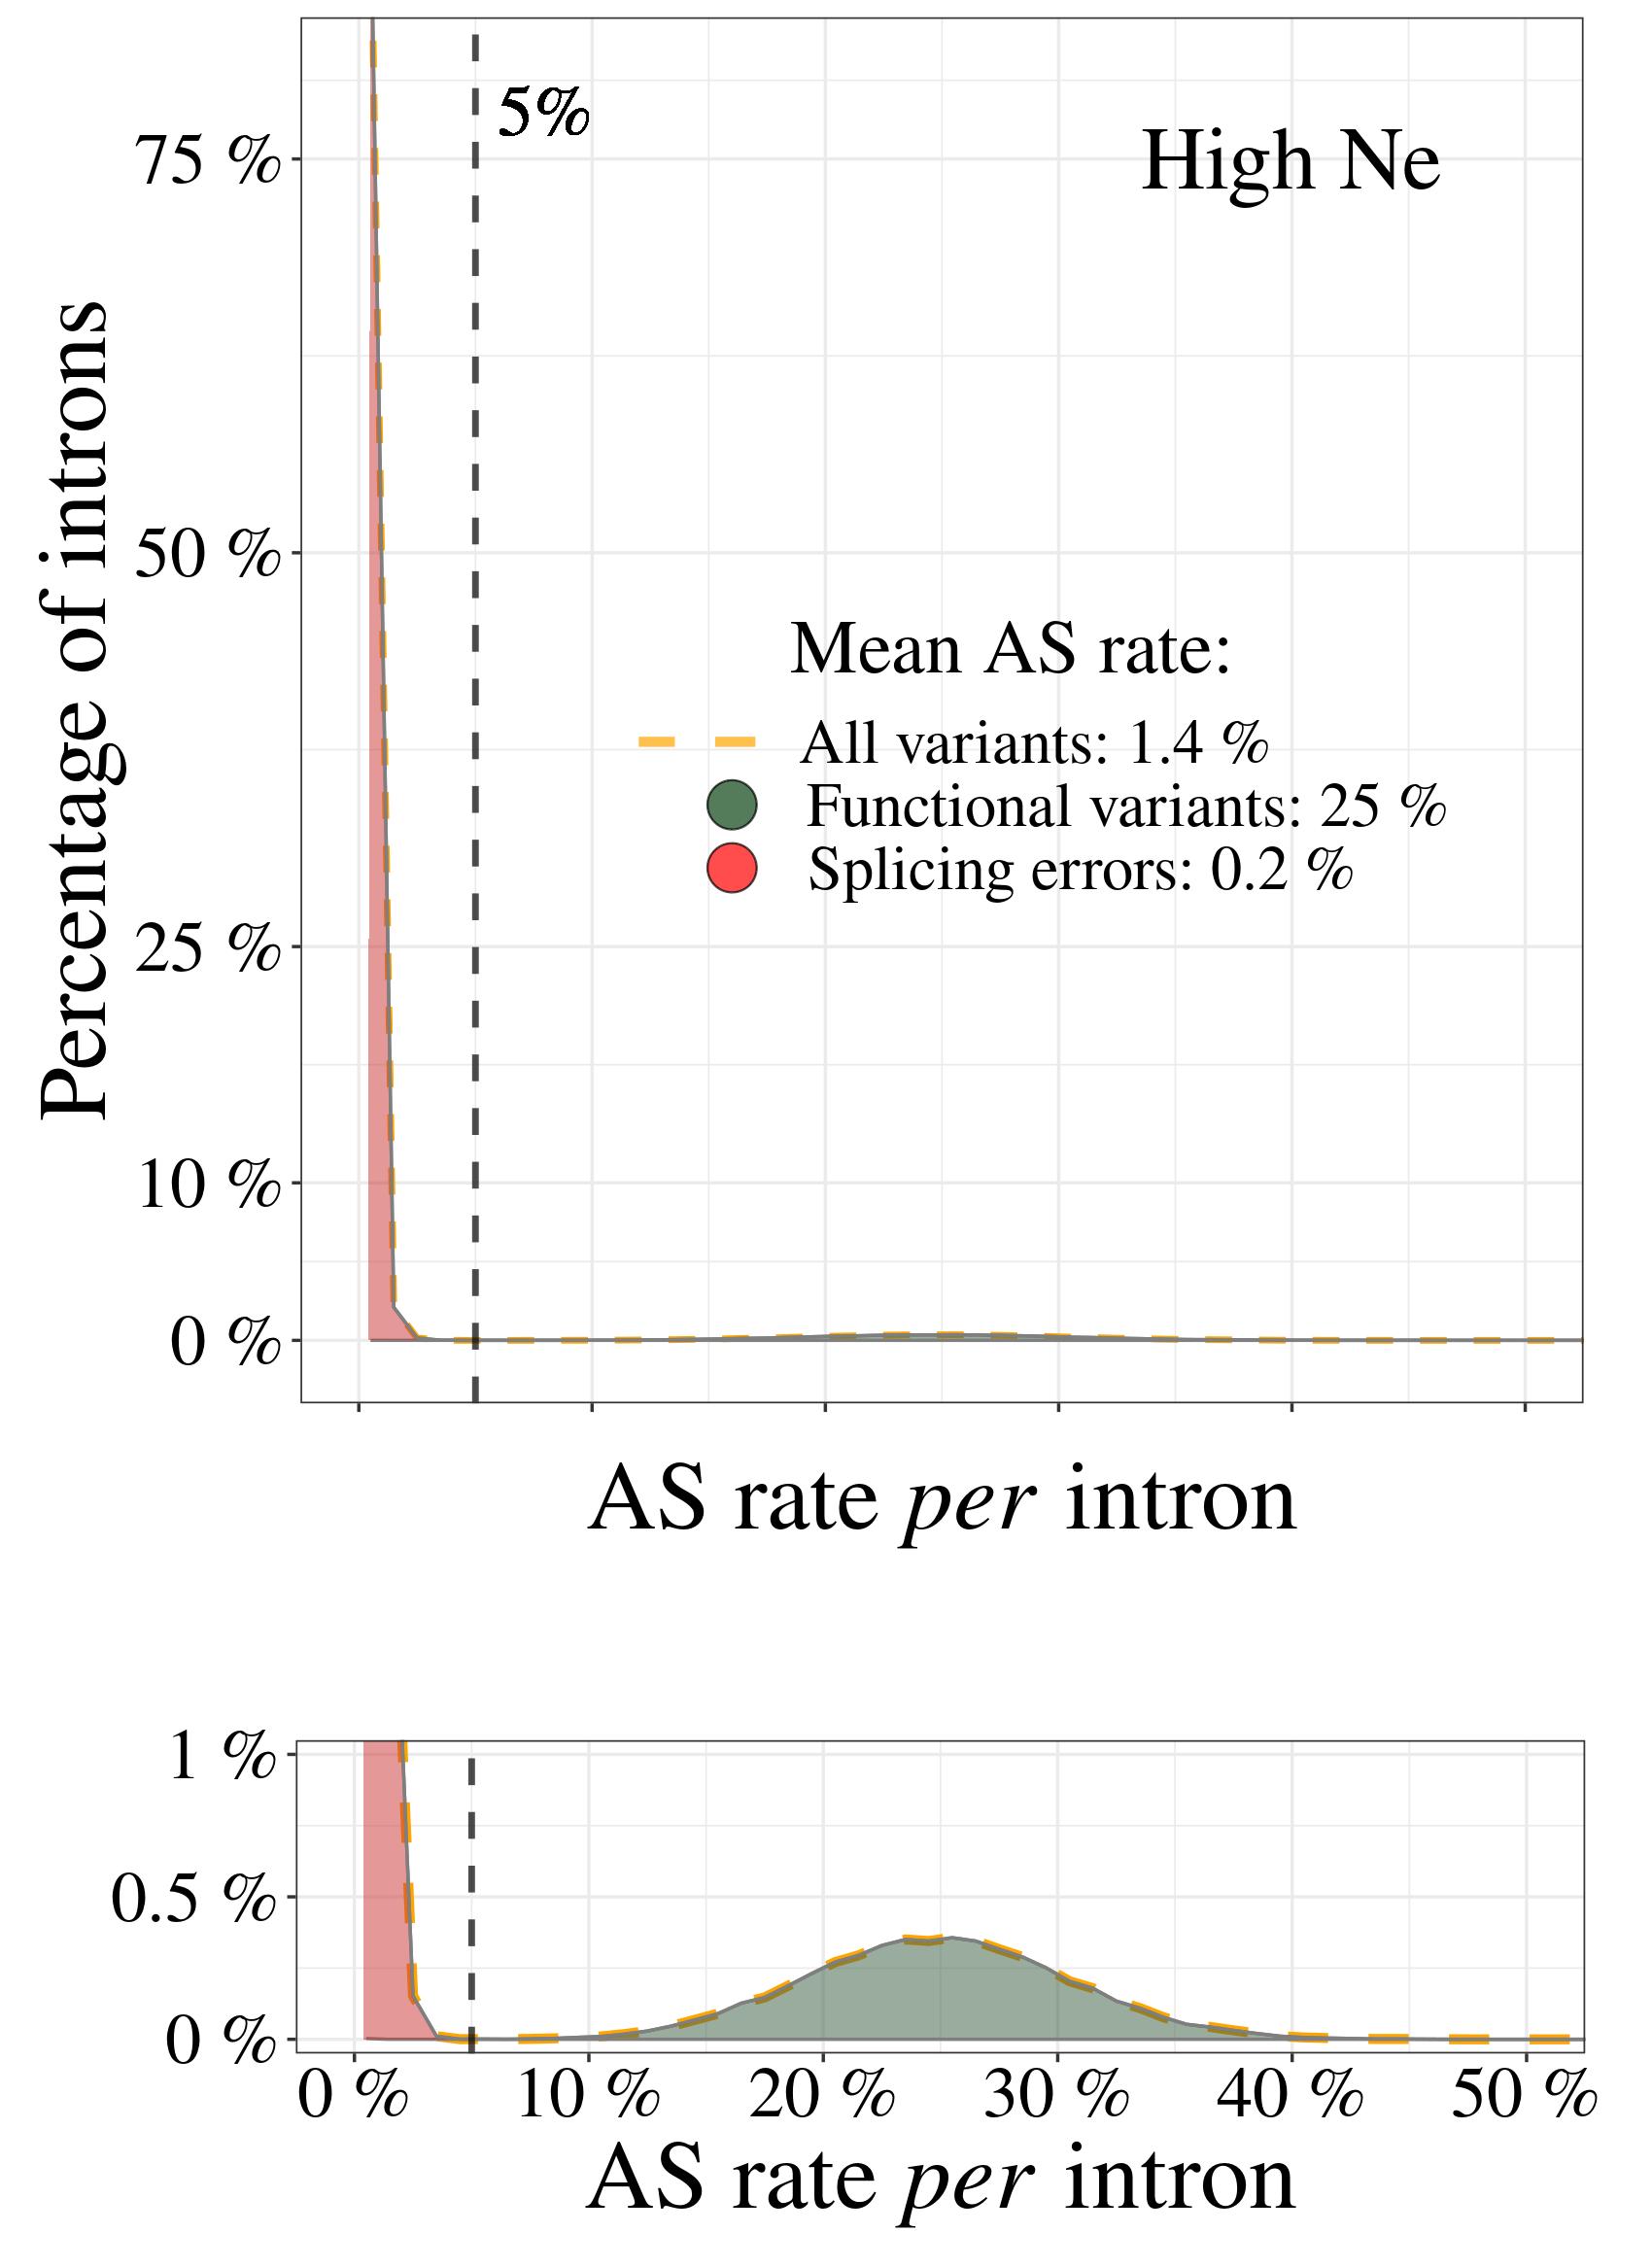 5%
High Ne
75 %
50 %
25 %
10 %
0 %
Percentage of introns
Mean AS rate:
All variants: 1.4 %
Functional variants: 25 %
Splicing errors: 0.2 %
AS rate per intron
1 %
0.5 %
0 %
0 % 10 % 20 % 30 % 40 % 50 %
AS rate per intron